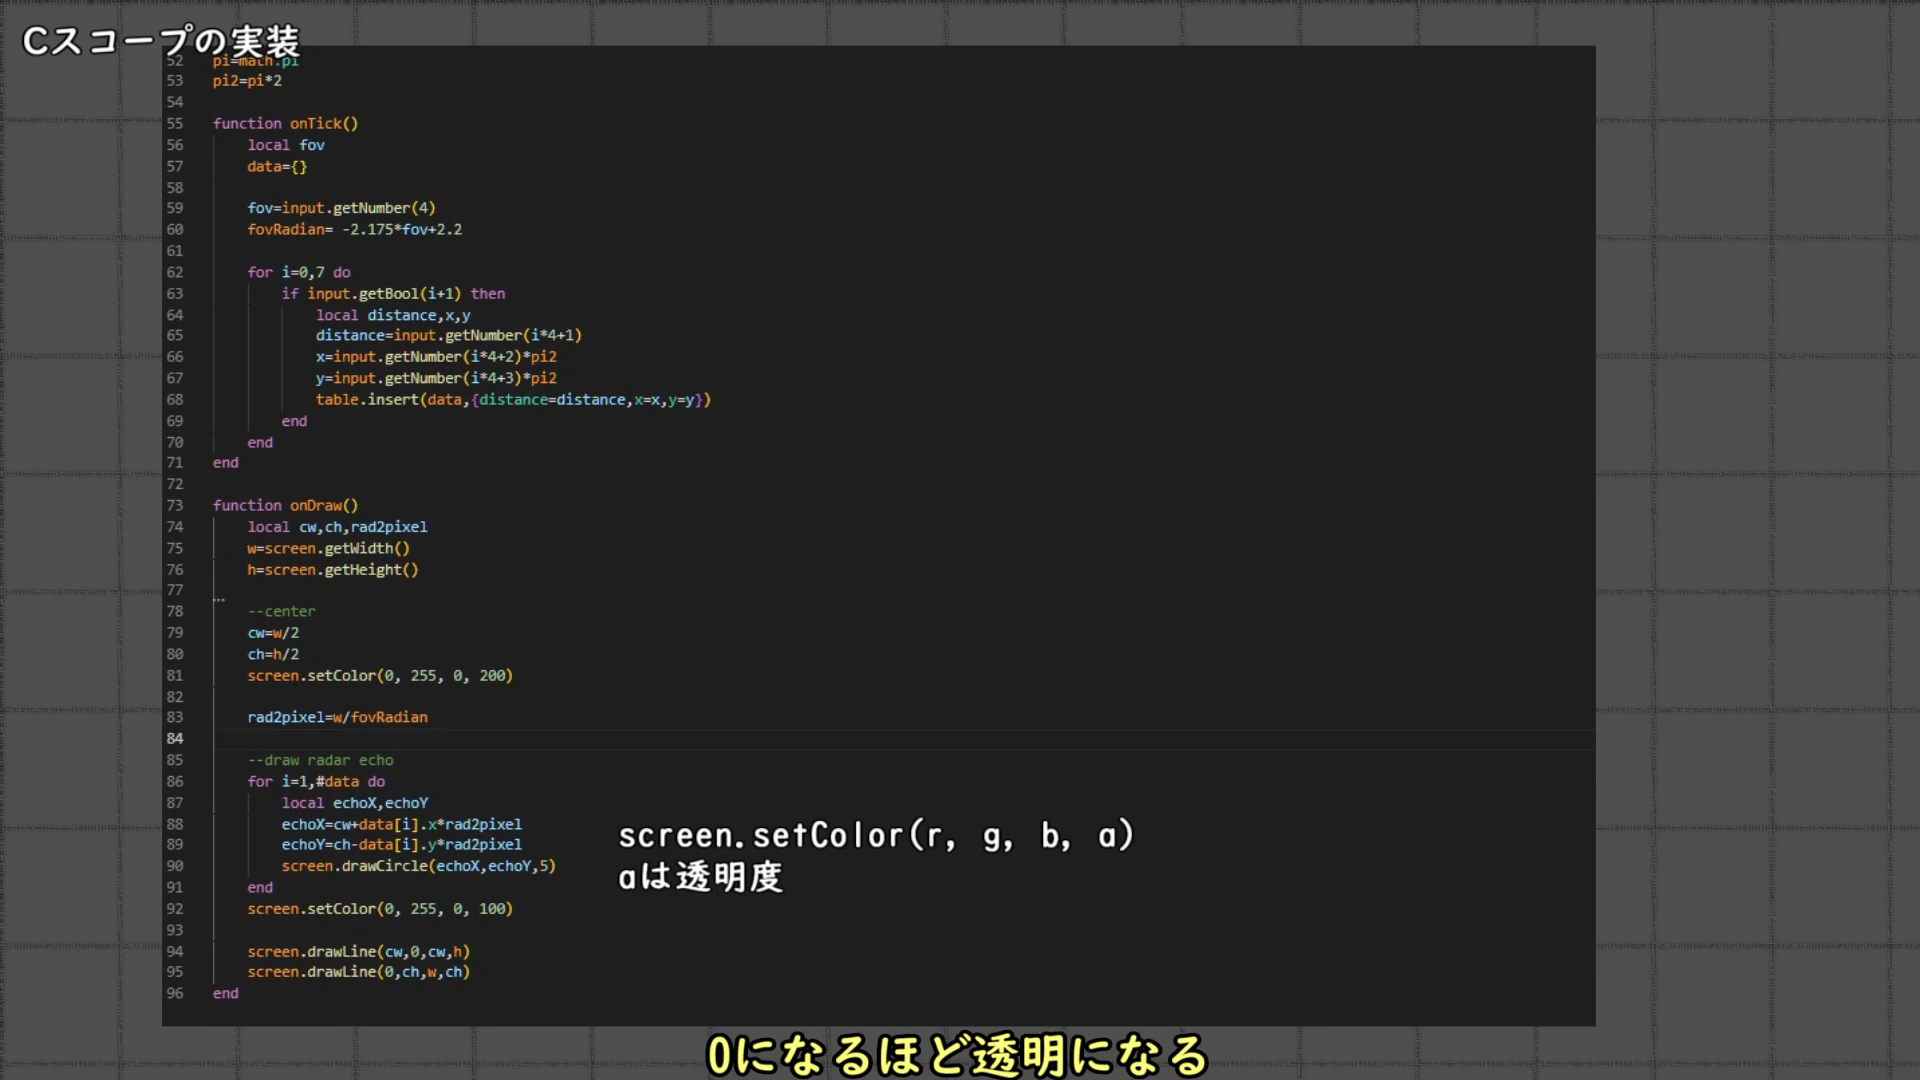 Cスコープの実装
52 pi=math.pi
53 pi2=pi*2
54
55 function onTick()
56 local fov
57 data={}
58
59 fov=input.getNumber(4)
60 fovRadian= -2.175*fov+2.2
61
62 for i=0,7 do
63 if input.getBool(i+1) then
64 local distance,x,y
65 distance=input.getNumber(i*4+1)
66 x=input.getNumber(i*4+2)*pi2
67 y=input.getNumber(i*4+3)*pi2
68 table.insert(data,{distance=distance,x=x,y=y})
69 end
70 end
71 end
72
73 function onDraw()
74 local cw,ch,rad2pixel
75 w=screen.getWidth()
76 h=screen.getHeight()
77
78 --center
79 cw=w/2
80 ch=h/2
81 screen.setColor(0, 255, 0, 200)
82
83 rad2pixel=w/fovRadian
84
85 --draw radar echo
86 for i=1,#data do
87 local echoX,echoY
88 echoX=cw+data[i].x*rad2pixel
89 echoY=ch-data[i].y*rad2pixel
90 screen.drawCircle(echoX,echoY,5)
91 end
92 screen.setColor(0, 255, 0, 100)
93
94 screen.drawLine(cw,0,cw,h)
95 screen.drawLine(0,ch,w,ch)
96 end
screen.setColor(r, g, b, a)
aは透明度
0になるほど透明になる